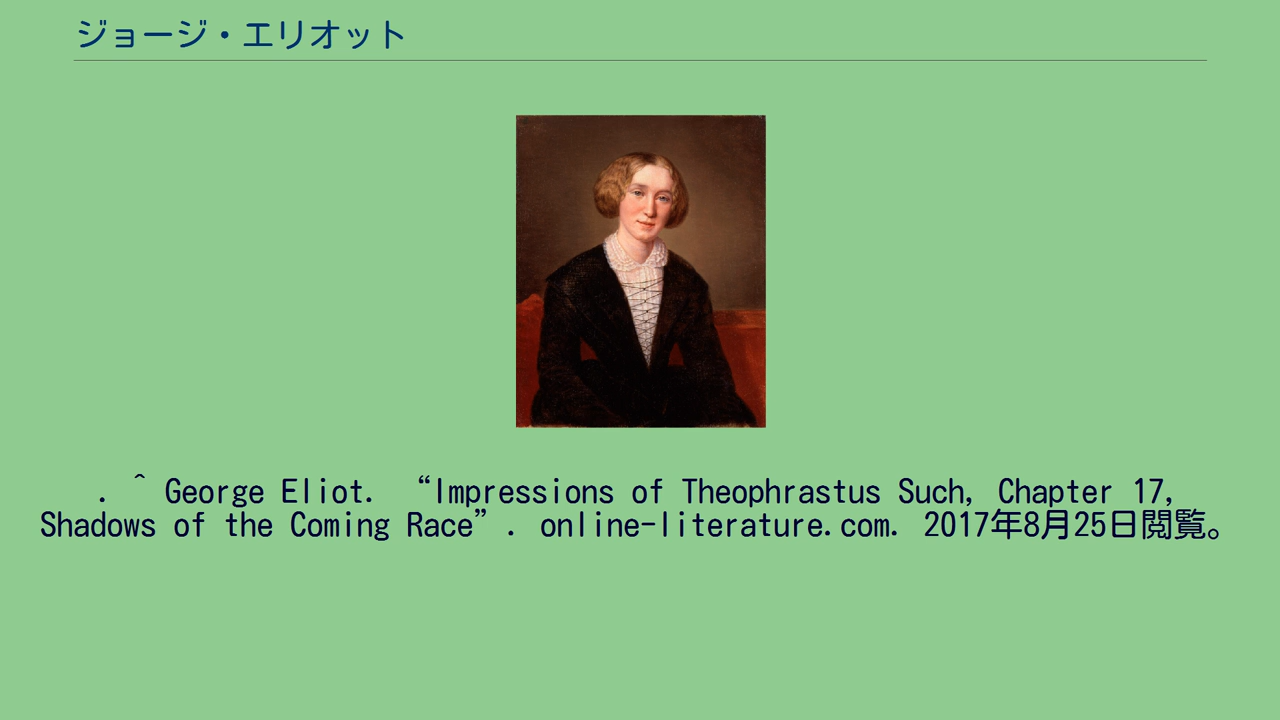 ジョージ・エリオット
. ^ George Eliot. “Impressions of Theophrastus Such, Chapter 17,
Shadows of the Coming Race”. online-literature.com. 2017年8月25日閲覧。